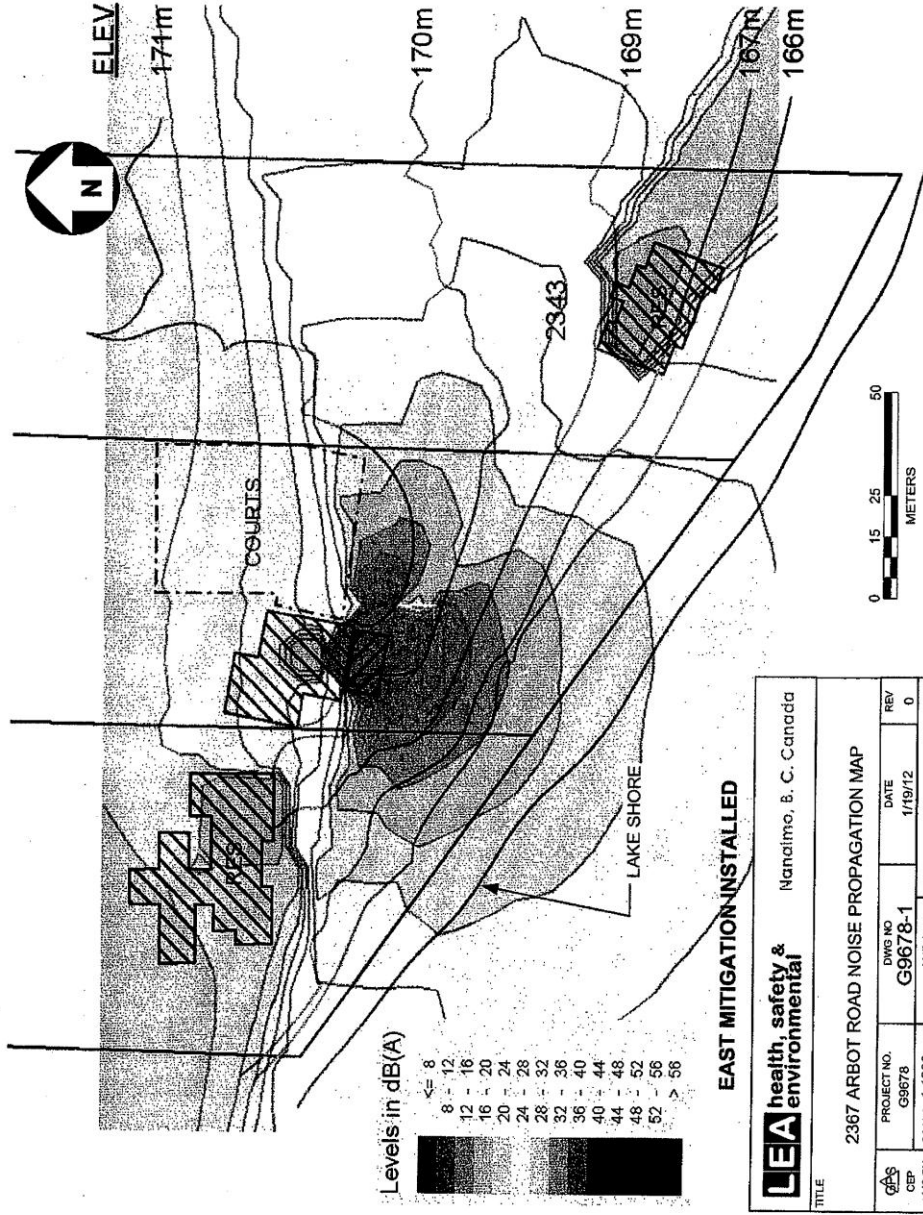 ELEV
171m
170m
169m
167m
166m
N
COURTS
RES
RES
2343
LAKE SHORE
Levels in dB(A)
<= 8
8 - 12
12 - 16
16 - 20
20 - 24
24 - 28
28 - 32
32 - 36
36 - 40
40 - 44
44 - 48
48 - 52
52 - 56
> 56
EAST MITIGATION INSTALLED
0 15 25 50
METERS
LEA health, safety & environmental
Nanaimo, B. C. Canada
TITLE
2367 ARBOT ROAD NOISE PROPAGATION MAP
PROJECT NO. DWG NO DATE REV
G9678 G9678-1 1/19/12 0
CEP